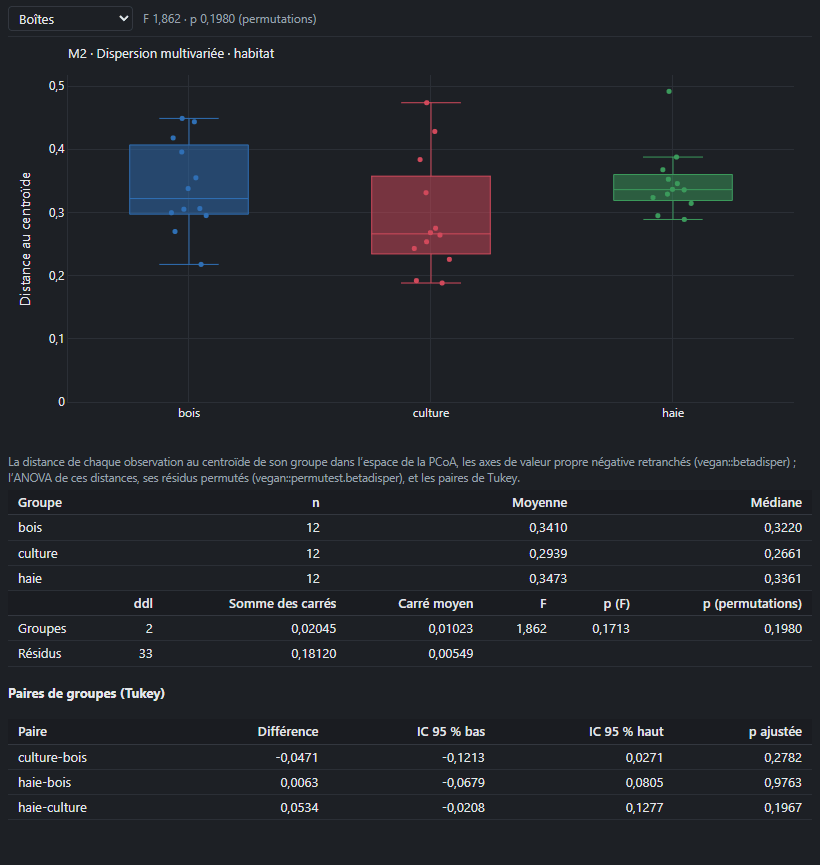 Boîtes
F 1,862 · p 0,1980 (permutations)
M2 · Dispersion multivariée · habitat
Distance au centroïde
0,5
0,4
0,3
0,2
0,1
0
bois culture haie
La distance de chaque observation au centroïde de son groupe dans l'espace de la PCoA, les axes de valeur propre négative retranchés (vegan::betadisper) ;
l'ANOVA de ces distances, ses résidus permutés (vegan::permutest.betadisper), et les paires de Tukey.
Groupe n Moyenne Médiane
bois 12 0,3410 0,3220
culture 12 0,2939 0,2661
haie 12 0,3473 0,3361
ddl Somme des carrés Carré moyen F p (F) p (permutations)
Groupes 2 0,02045 0,01023 1,862 0,1713 0,1980
Résidus 33 0,18120 0,00549
Paires de groupes (Tukey)
Paire Différence IC 95 % bas IC 95 % haut p ajustée
culture-bois -0,0471 -0,1213 0,0271 0,2782
haie-bois 0,0063 -0,0679 0,0805 0,9763
haie-culture 0,0534 -0,0208 0,1277 0,1967